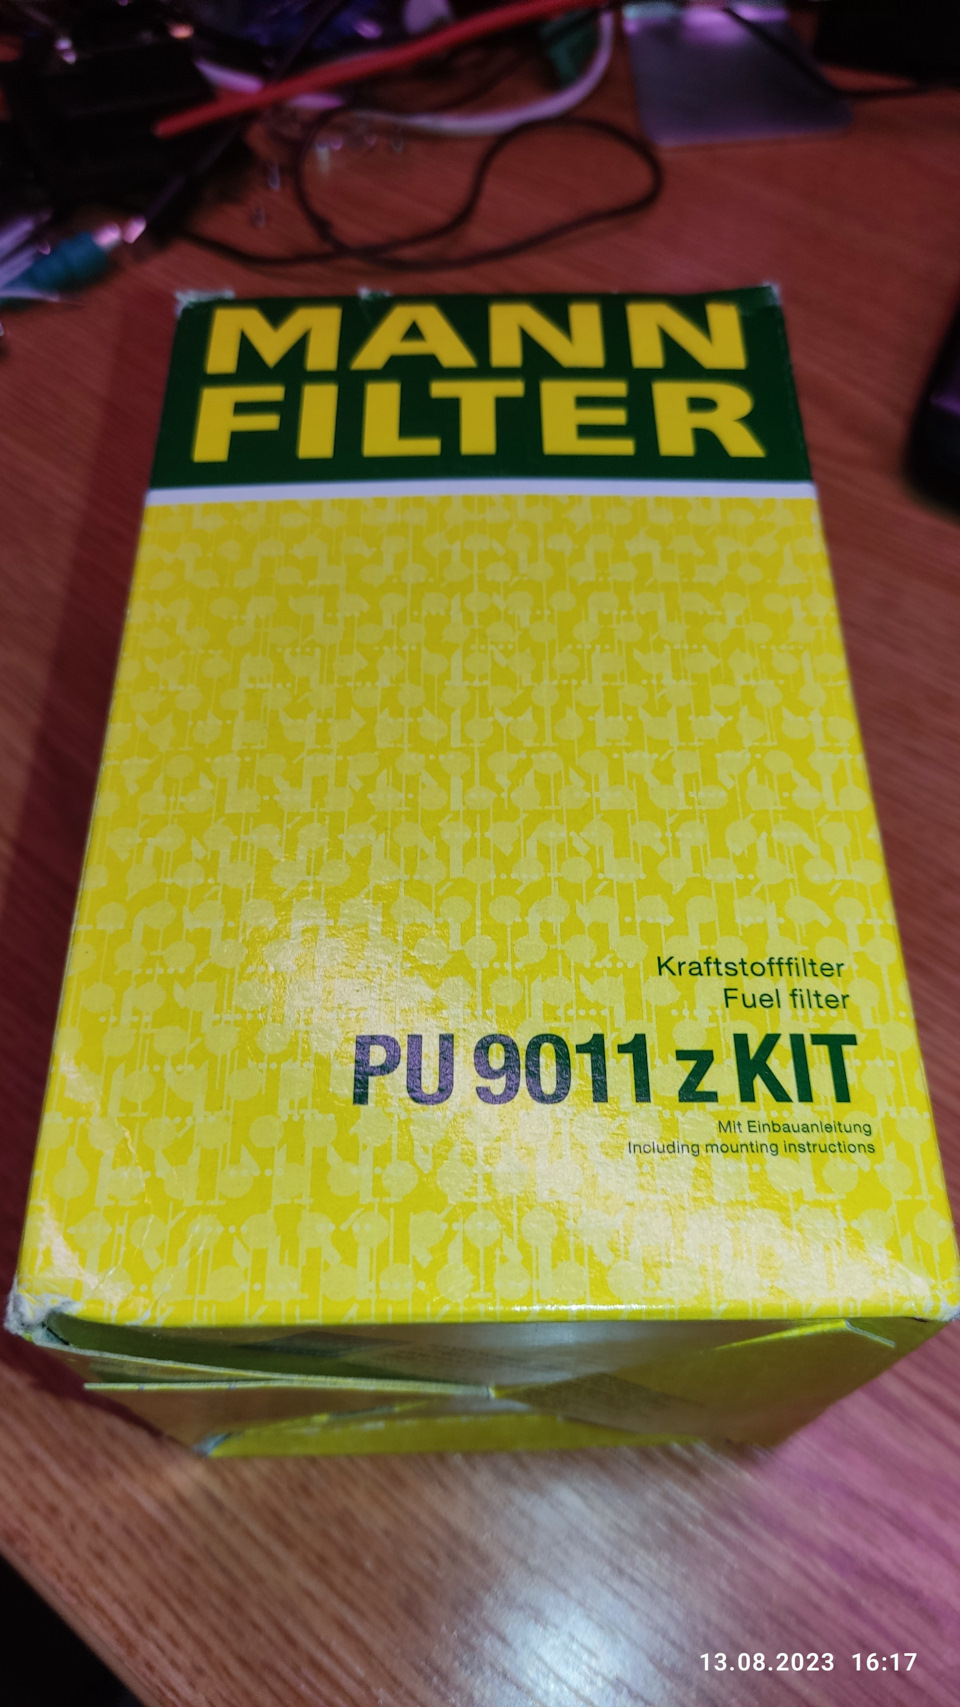 MANN
FILTER
Kraftstofffilter
Fuel filter
PU 9011 z KIT
Mit Einbauanleitung
Including mounting instructions
13.08.2023 16:17